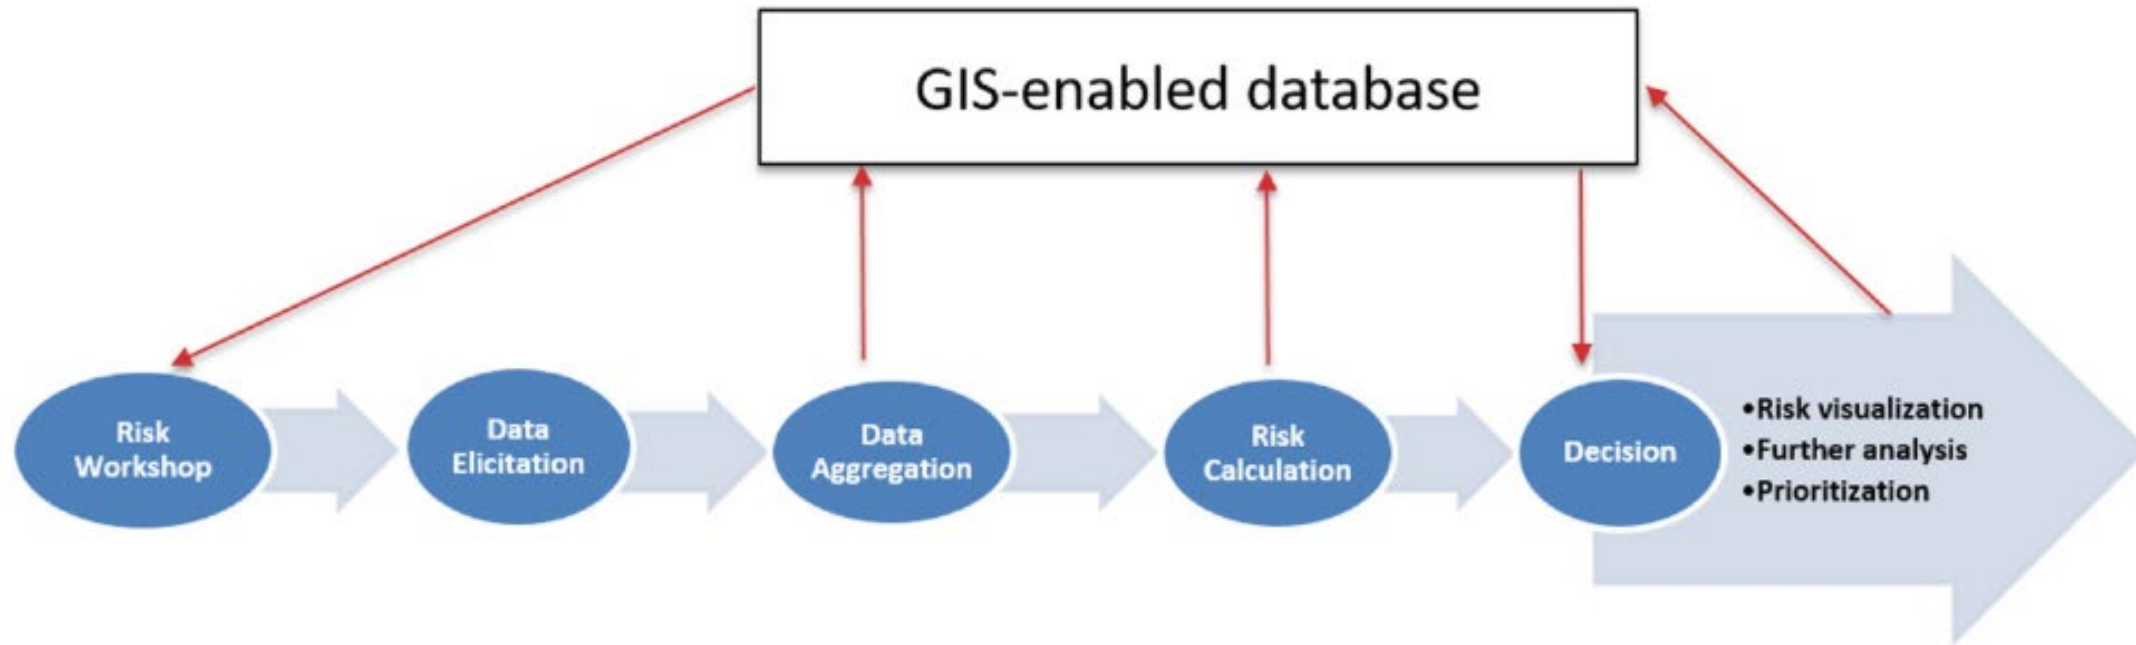 GIS-enabled database
Risk
Workshop
Data
Elicitation
Data
Aggregation
Risk
Calculation
Decision
•Risk visualization
•Further analysis
•Prioritization